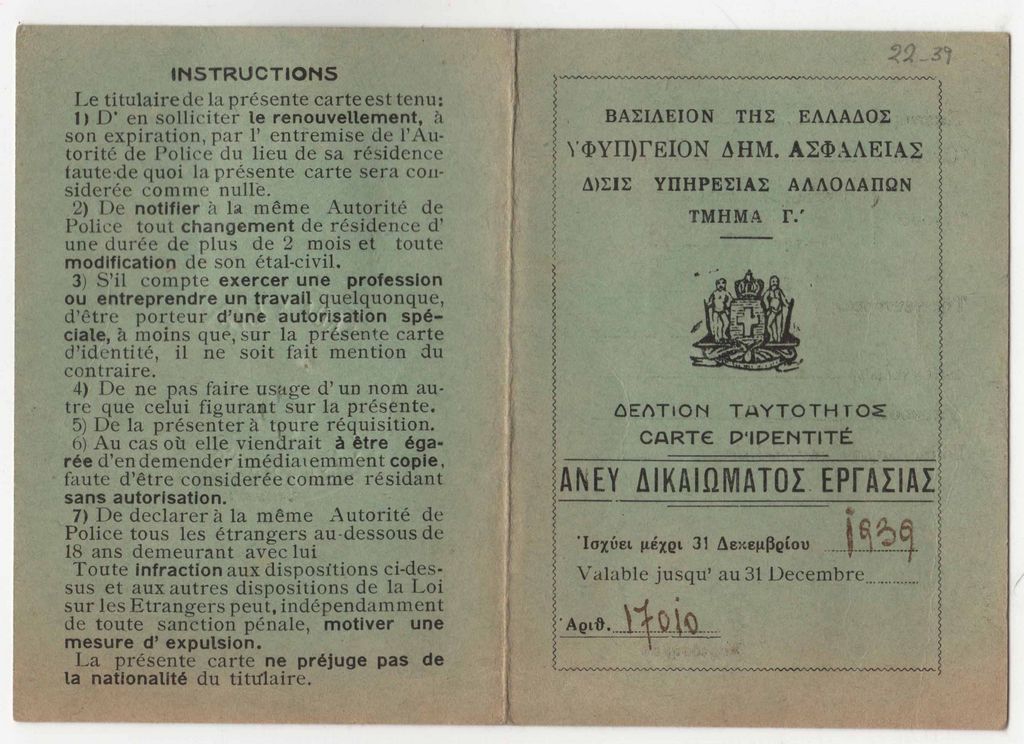 INSTRUCTIONS
Le titulaire de la présente carte est tenu:
1) D' en solliciter le renouvellement, à
son expiration, par l' entremise de l'Au-
torité de Police du lieu de sa résidence
faute de quoi la présente carte sera con-
siderée comme nulle.
2) De notifier à la même Autorité de
Police tout changement de résidence d'
une durée de plus de 2 mois et toute
modification de son étal-civil.
3) S'il compte exercer une profession
ou entreprendre un travail quelquonque,
d'être porteur d'une autorisation spé-
ciale, à moins que, sur la présente carte
d'identité, il ne soit fait mention du
contraire.
4) De ne pas faire usage d' un nom au-
tre que celui figurant sur la présente.
5) De la présenter à tpure réquisition.
6) Au cas où elle viendrait à être éga-
rée d'en demender imédiatemment copie,
faute d'être considerée comme résidant
sans autorisation.
7) De declarer à la même Autorité de
Police tous les étrangers au-dessous de
18 ans demeurant avec lui
Toute infraction aux dispositions ci-des-
sus et aux autres dispositions de la Loi
sur les Etrangers peut, indépendamment
de toute sanction pénale, motiver une
mesure d' expulsion.
La présente carte ne préjuge pas de
la nationalité du titulaire.
22-39
ΒΑΣΙΛΕΙΟΝ ΤΗΣ ΕΛΛΑΔΟΣ
ΥΦΥΠ)ΓΕΙΟΝ ΔΗΜ. ΑΣΦΑΛΕΙΑΣ
Δ)ΣΙΣ ΥΠΗΡΕΣΙΑΣ ΑΛΛΟΔΑΠΩΝ
ΤΜΗΜΑ Γ.'
ΔΕΛΤΙΟΝ ΤΑΥΤΟΤΗΤΟΣ
CARTE D'IDENTITÉ
ΑΝΕΥ ΔΙΚΑΙΩΜΑΤΟΣ ΕΡΓΑΣΙΑΣ
Ἰσχύει μέχρι 31 Δεκεμβρίου 1939
Valable jusqu' au 31 Decembre
Ἀριθ. 17010